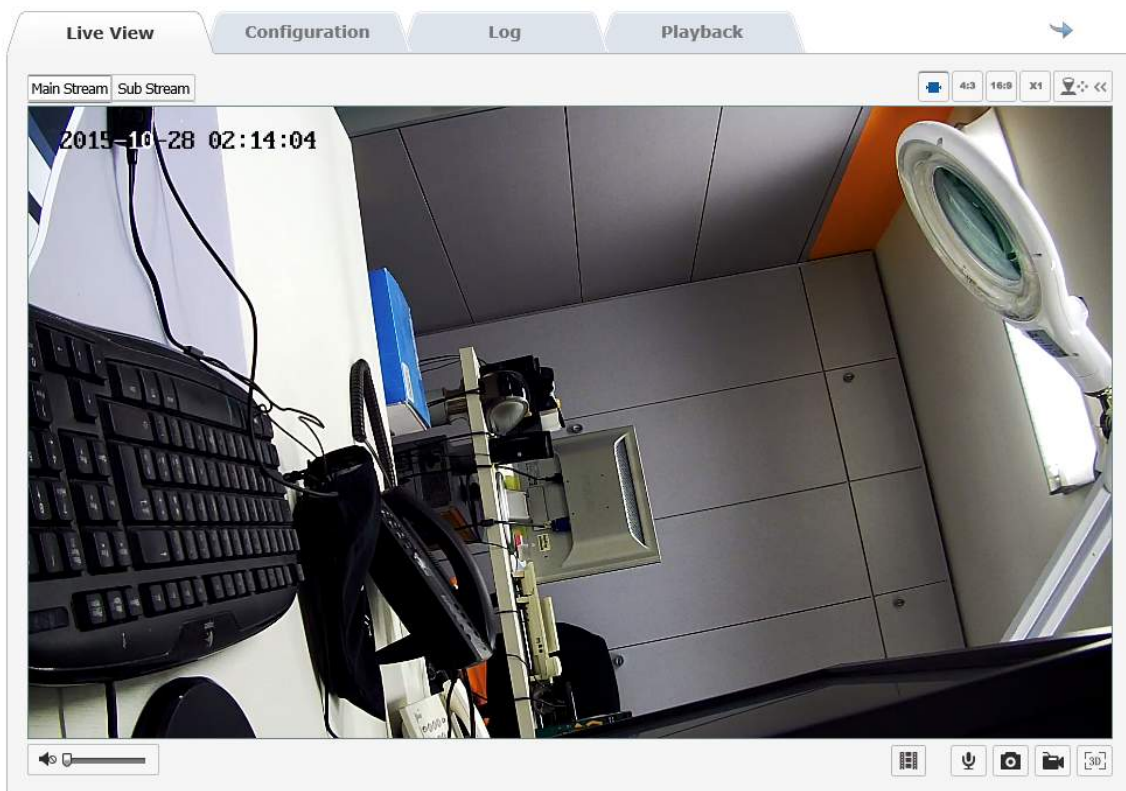 Live View
Configuration
Log
Playback
Main Stream
Sub Stream
4:3
16:9
X1
2015-10-28 02:14:04
3D